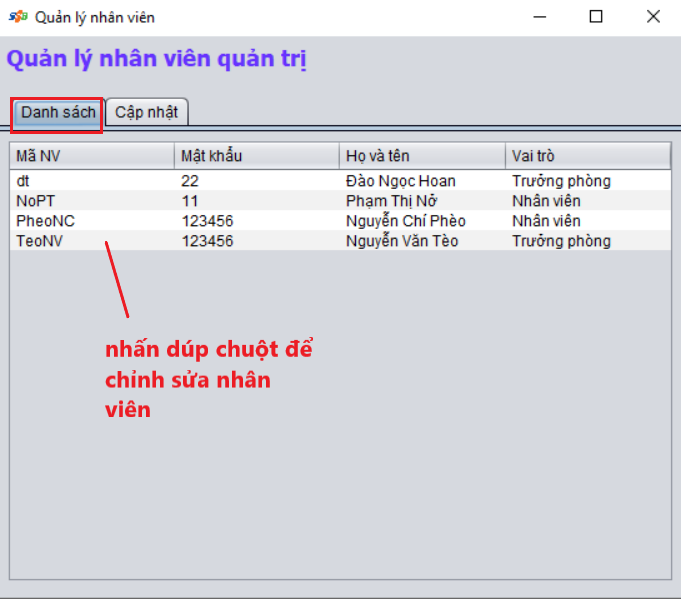 Quản lý nhân viên
Quản lý nhân viên quản trị
Danh sách Cập nhật
Mã NV Mật khẩu Họ và tên Vai trò
dt 22 Đào Ngọc Hoan Trưởng phòng
NoPT 11 Phạm Thị Nở Nhân viên
PheoNC 123456 Nguyễn Chí Phèo Nhân viên
TeoNV 123456 Nguyễn Văn Tèo Trưởng phòng
nhấn dúp chuột để
chỉnh sửa nhân
viên